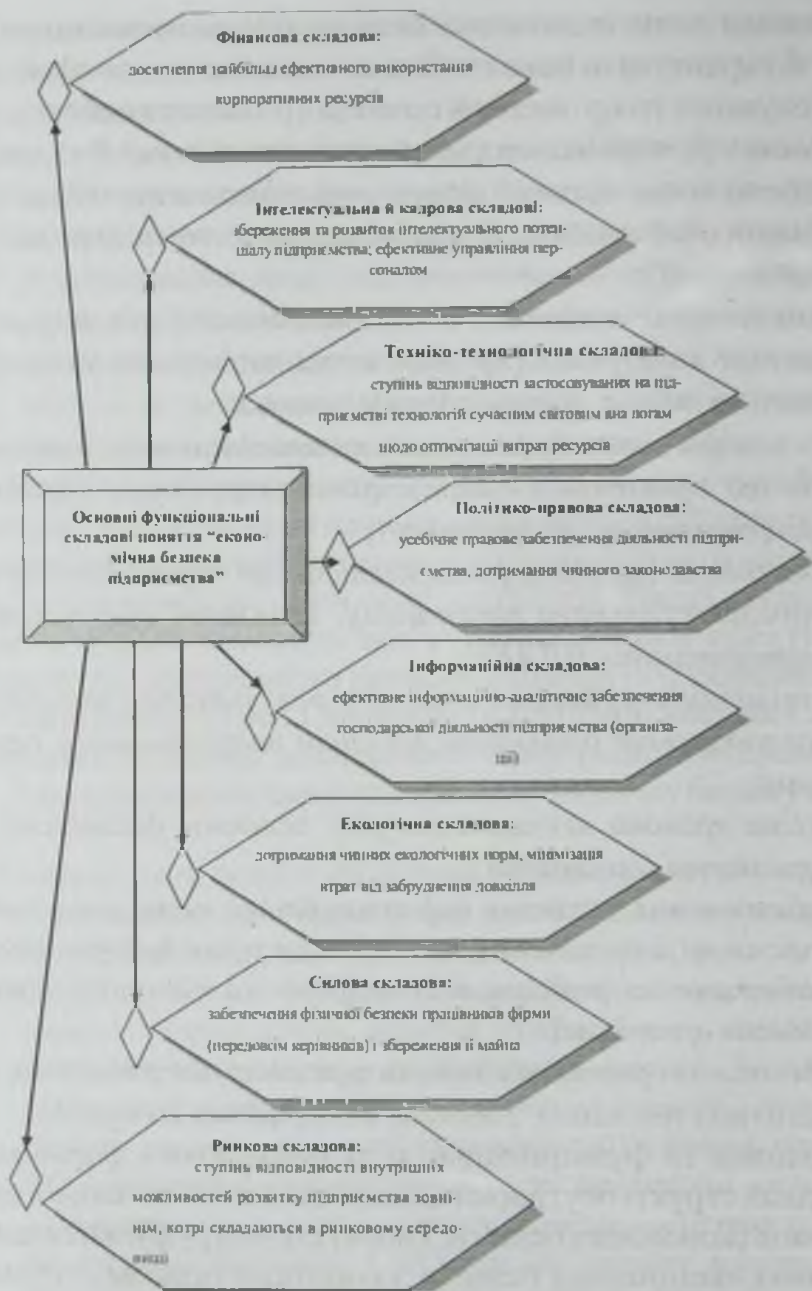 Фінансова складова:
досягнення найбільш ефективного використання
корпоративних ресурсів
Інтелектуальна й кадрова складові:
збереження та розвиток інтелектуального потен-
ціалу підприємства; ефективне управління пер-
соналом
Техніко-технологічна складова:
ступінь відповідності застосовуваних на під-
приємстві технологій сучасним світовим аналогам
щодо оптимізації витрат ресурсів
Основні функціональні
складові поняття “еконо-
мічна безпека
підприємства”
Політико-правова складова:
усебічне правове забезпечення діяльності підпри-
ємства, дотримання чинного законодавства
Інформаційна складова:
ефективне інформаційно-аналітичне забезпечення
господарської діяльності підприємства (організа-
ції)
Екологічна складова:
дотримання чинних екологічних норм, мінімізація
втрат від забруднення довкілля
Силова складова:
забезпечення фізичної безпеки працівників фірми
(передовсім керівників) і збереження її майна
Ринкова складова:
ступінь відповідності внутрішніх
можливостей розвитку підприємства зовні-
нім, котрі складаються в ринковому середо-
вищі